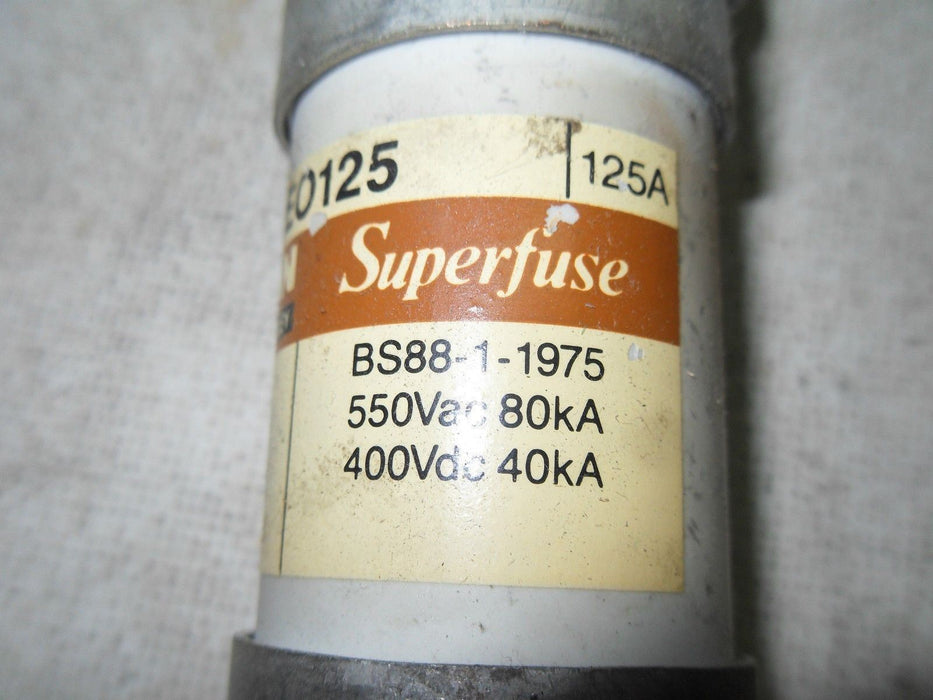 EO125
125A
Superfuse
BS88-1-1975
550Vac 80kA
400Vdc 40kA